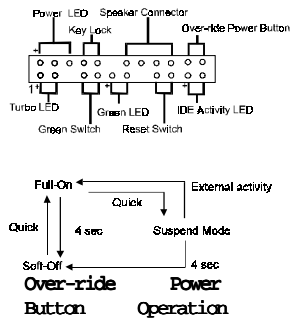 Power LED
Speaker Connector
Key Lock
Over-ride Power Button
+
1+
+
Turbo LED
Green LED
IDE Activity LED
Green Switch
Reset Switch
Full-On
External activity
Quick
Quick
4 sec
Suspend Mode
Soft-Off
4 sec
Over-ride Power
Button Operation